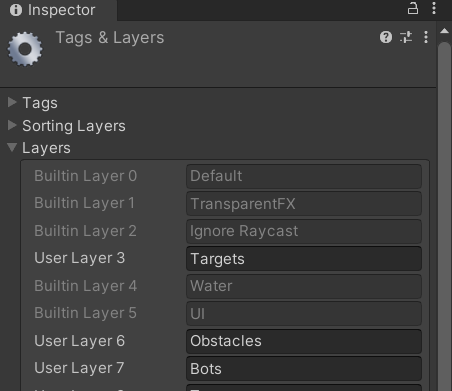 Inspector
Tags & Layers
Tags
Sorting Layers
Layers
Builtin Layer 0 Default
Builtin Layer 1 TransparentFX
Builtin Layer 2 Ignore Raycast
User Layer 3 Targets
Builtin Layer 4 Water
Builtin Layer 5 UI
User Layer 6 Obstacles
User Layer 7 Bots